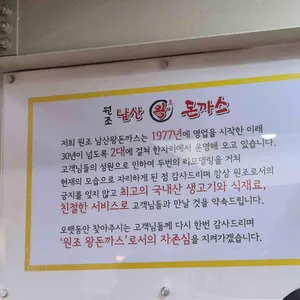 원조 남산 왕 돈까스
저희 원조 남산왕돈까스는 1977년에 영업을 시작한 이래
30년이 넘도록 2대에 걸쳐 한자리에서 운영해 오고 있습니다.
고객님들의 성원으로 인하여 두번의 리모델링을 거쳐
현재의 모습으로 자리하게 된 점 감사드리며 항상 원조로서의
긍지를 잊지 않고 최고의 국내산 생고기와 식재료,
친절한 서비스로 고객님들과 만날 것을 약속드립니다.
오랫동안 찾아주시는 고객님들께 다시 한번 감사드리며
'원조 왕돈까스'로서의 자존심을 지켜가겠습니다.